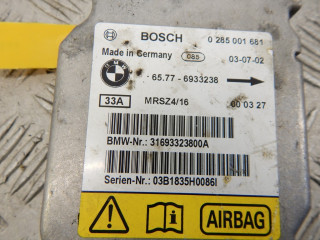 BOSCH 0 285 001 681
Made in Germany 085 03-07-02
65.77 - 6933238
33A MRSZ4/16 00 03 27
BMW-Nr.: 31693323800A
Serien-Nr.: 03B1835H0086I
AIRBAG